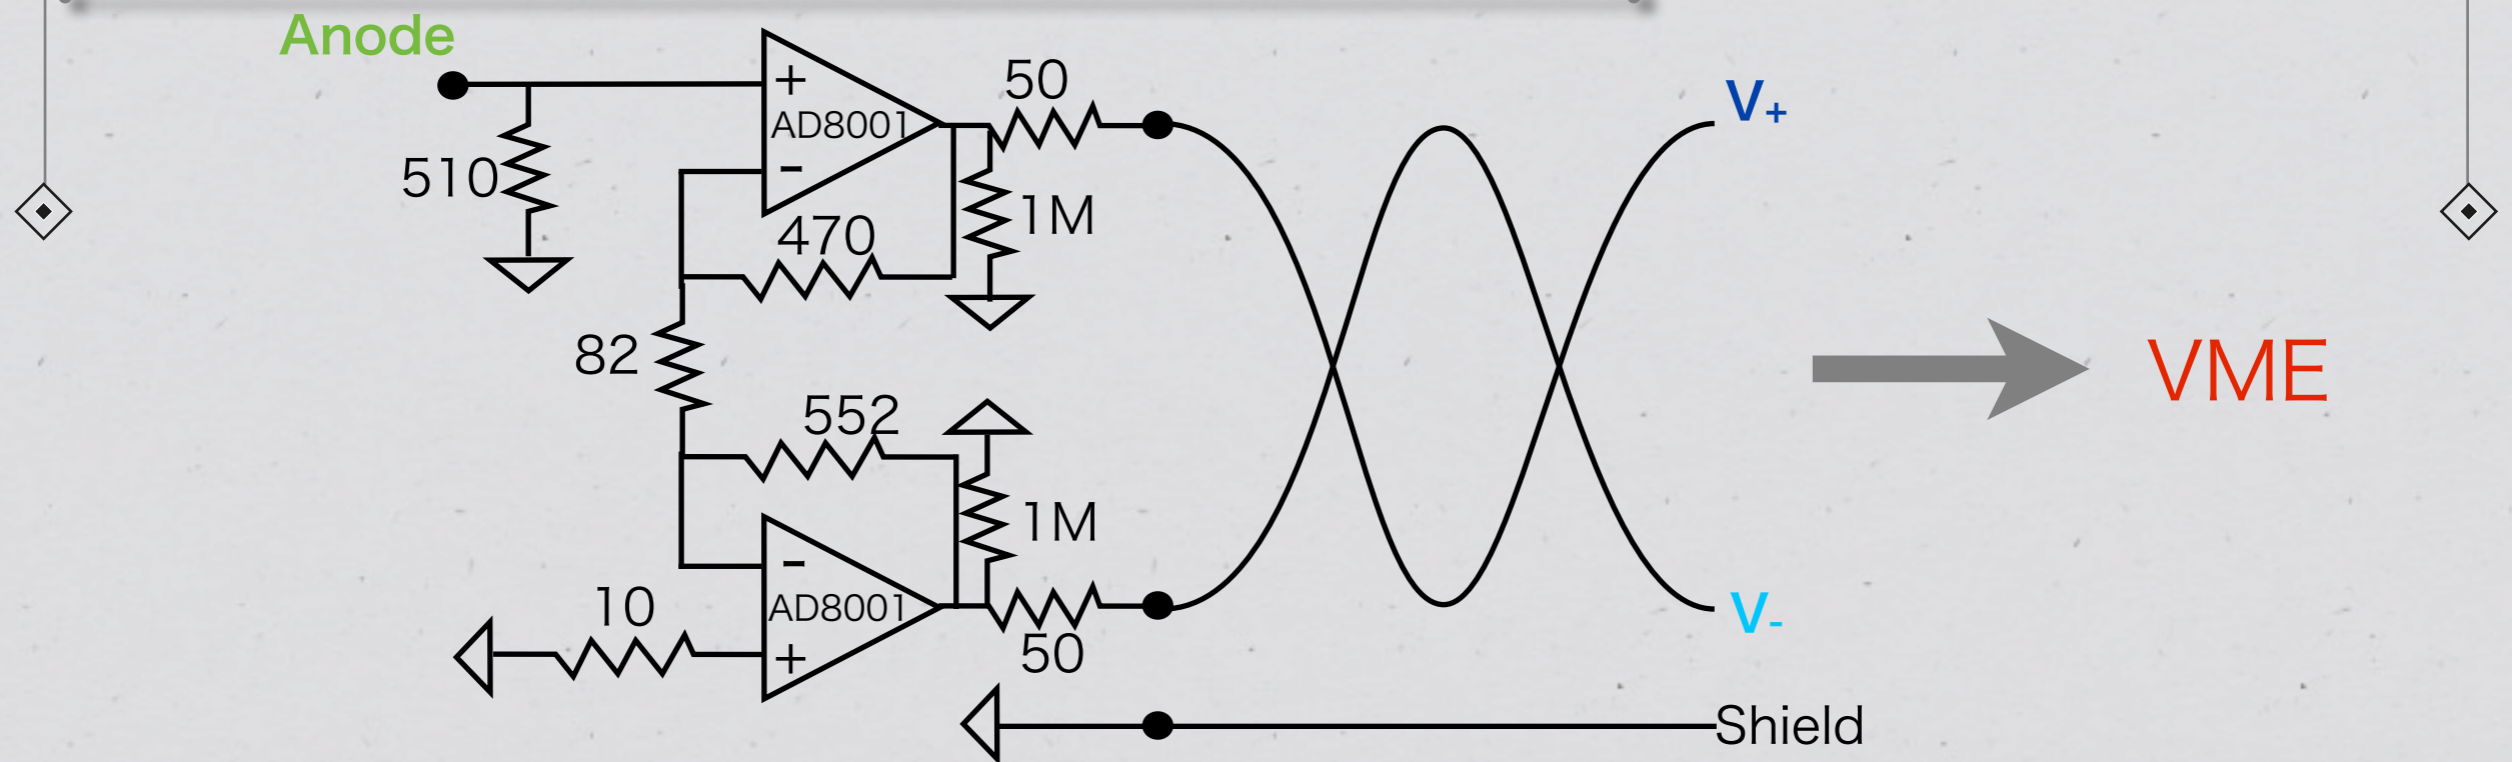 Anode
+
AD8001
-
50
510
470
1M
82
552
1M
-
AD8001
+
10
50
V+
V-
VME
Shield